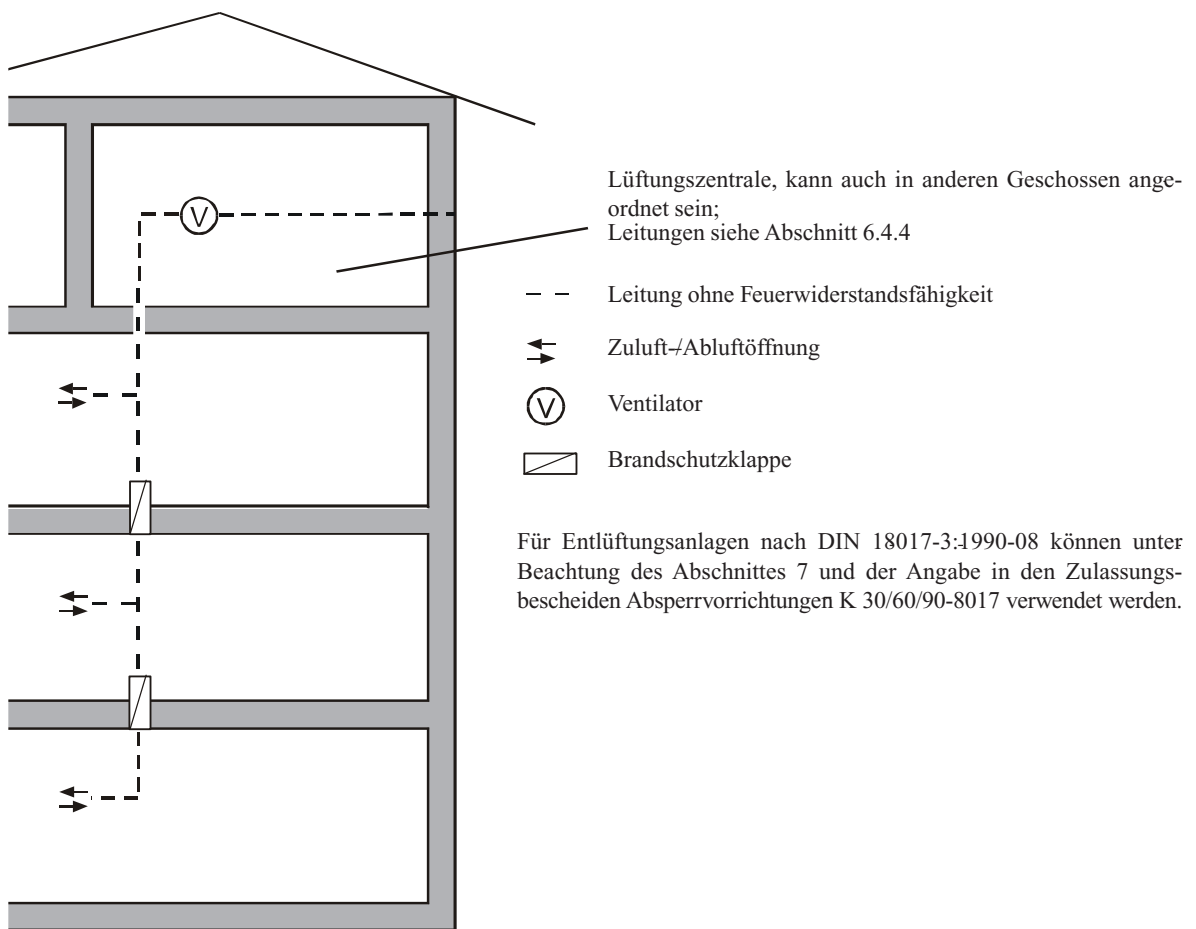 Lüftungszentrale, kann auch in anderen Geschossen ange-
ordnet sein;
Leitungen siehe Abschnitt 6.4.4
V
Leitung ohne Feuerwiderstandsfähigkeit
Zuluft-/Abluftöffnung
V Ventilator
Brandschutzklappe
Für Entlüftungsanlagen nach DIN 18017-3:1990-08 können unter
Beachtung des Abschnittes 7 und der Angabe in den Zulassungs-
bescheiden Absperrvorrichtungen K 30/60/90-8017 verwendet werden.